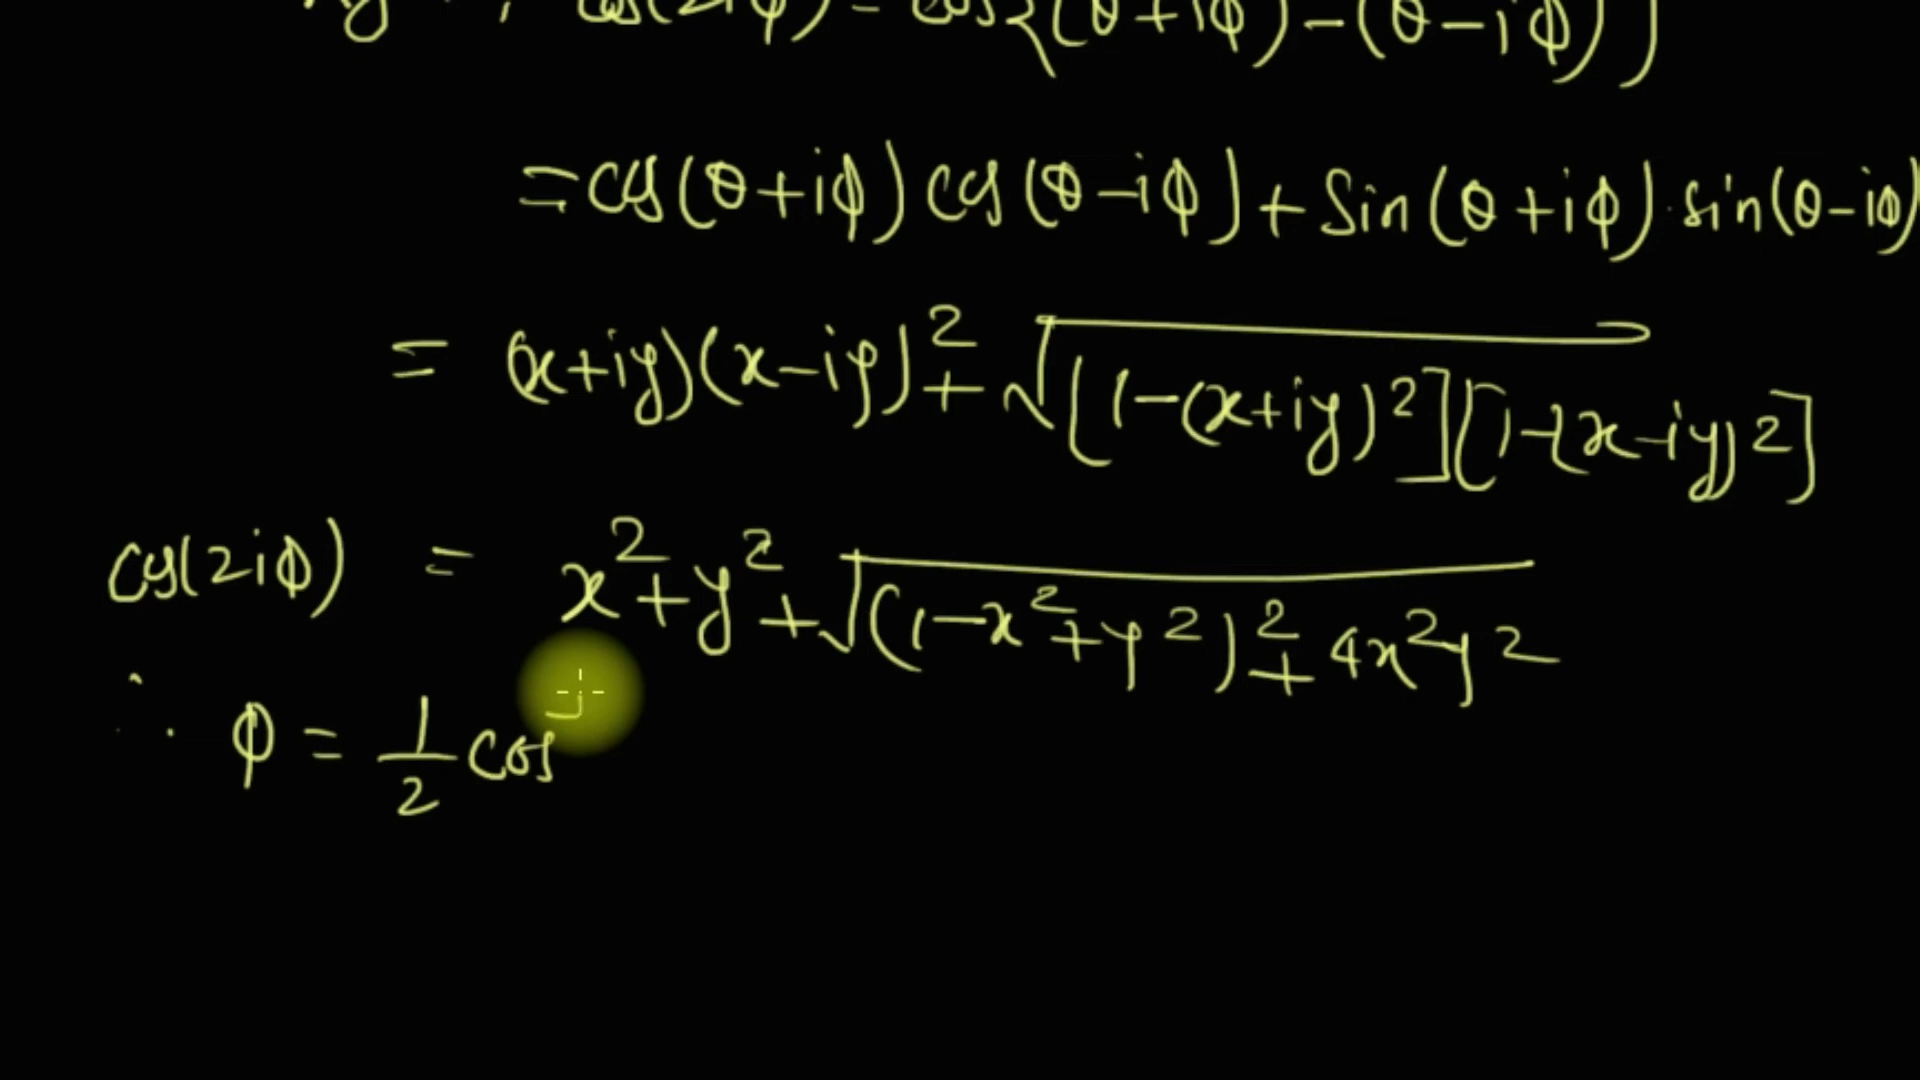 cos(2iφ) = cos{(θ+iφ)-(θ-iφ)}
=cos(θ+iφ) cos(θ-iφ)+Sin(θ+iφ).sin(θ-iφ)
= (x+iy)(x-iy)²+√[1-(x+iy)²][1-(x-iy)²]
cos(2iφ) = x²+y²+√(1-x²+y²)²+4x²y²
∴ φ = 1/2 cos